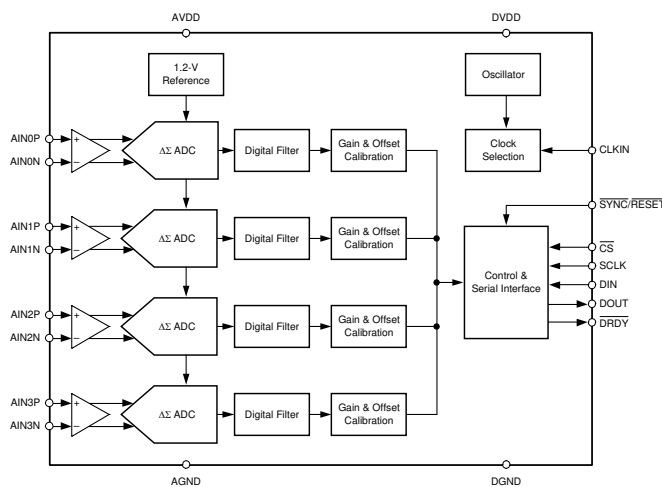 AVDD
DVDD
1.2-V
Reference
Oscillator
AIN0P
AIN0N
+
−
ΔΣ ADC
Digital Filter
Gain & Offset
Calibration
Clock
Selection
CLKIN
SYNC/RESET
AIN1P
AIN1N
+
−
ΔΣ ADC
Digital Filter
Gain & Offset
Calibration
Control &
Serial Interface
CS
SCLK
DIN
DOUT
DRDY
AIN2P
AIN2N
+
−
ΔΣ ADC
Digital Filter
Gain & Offset
Calibration
AIN3P
AIN3N
+
−
ΔΣ ADC
Digital Filter
Gain & Offset
Calibration
AGND
DGND